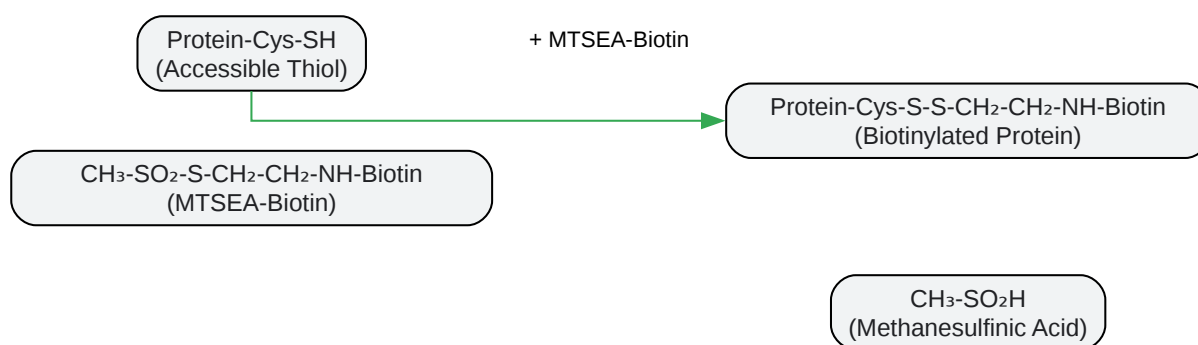 Protein-Cys-SH
(Accessible Thiol)
+ MTSEA-Biotin
Protein-Cys-S-S-CH₂-CH₂-NH-Biotin
(Biotinylated Protein)
CH₃-SO₂-S-CH₂-CH₂-NH-Biotin
(MTSEA-Biotin)
CH₃-SO₂H
(Methanesulfinic Acid)